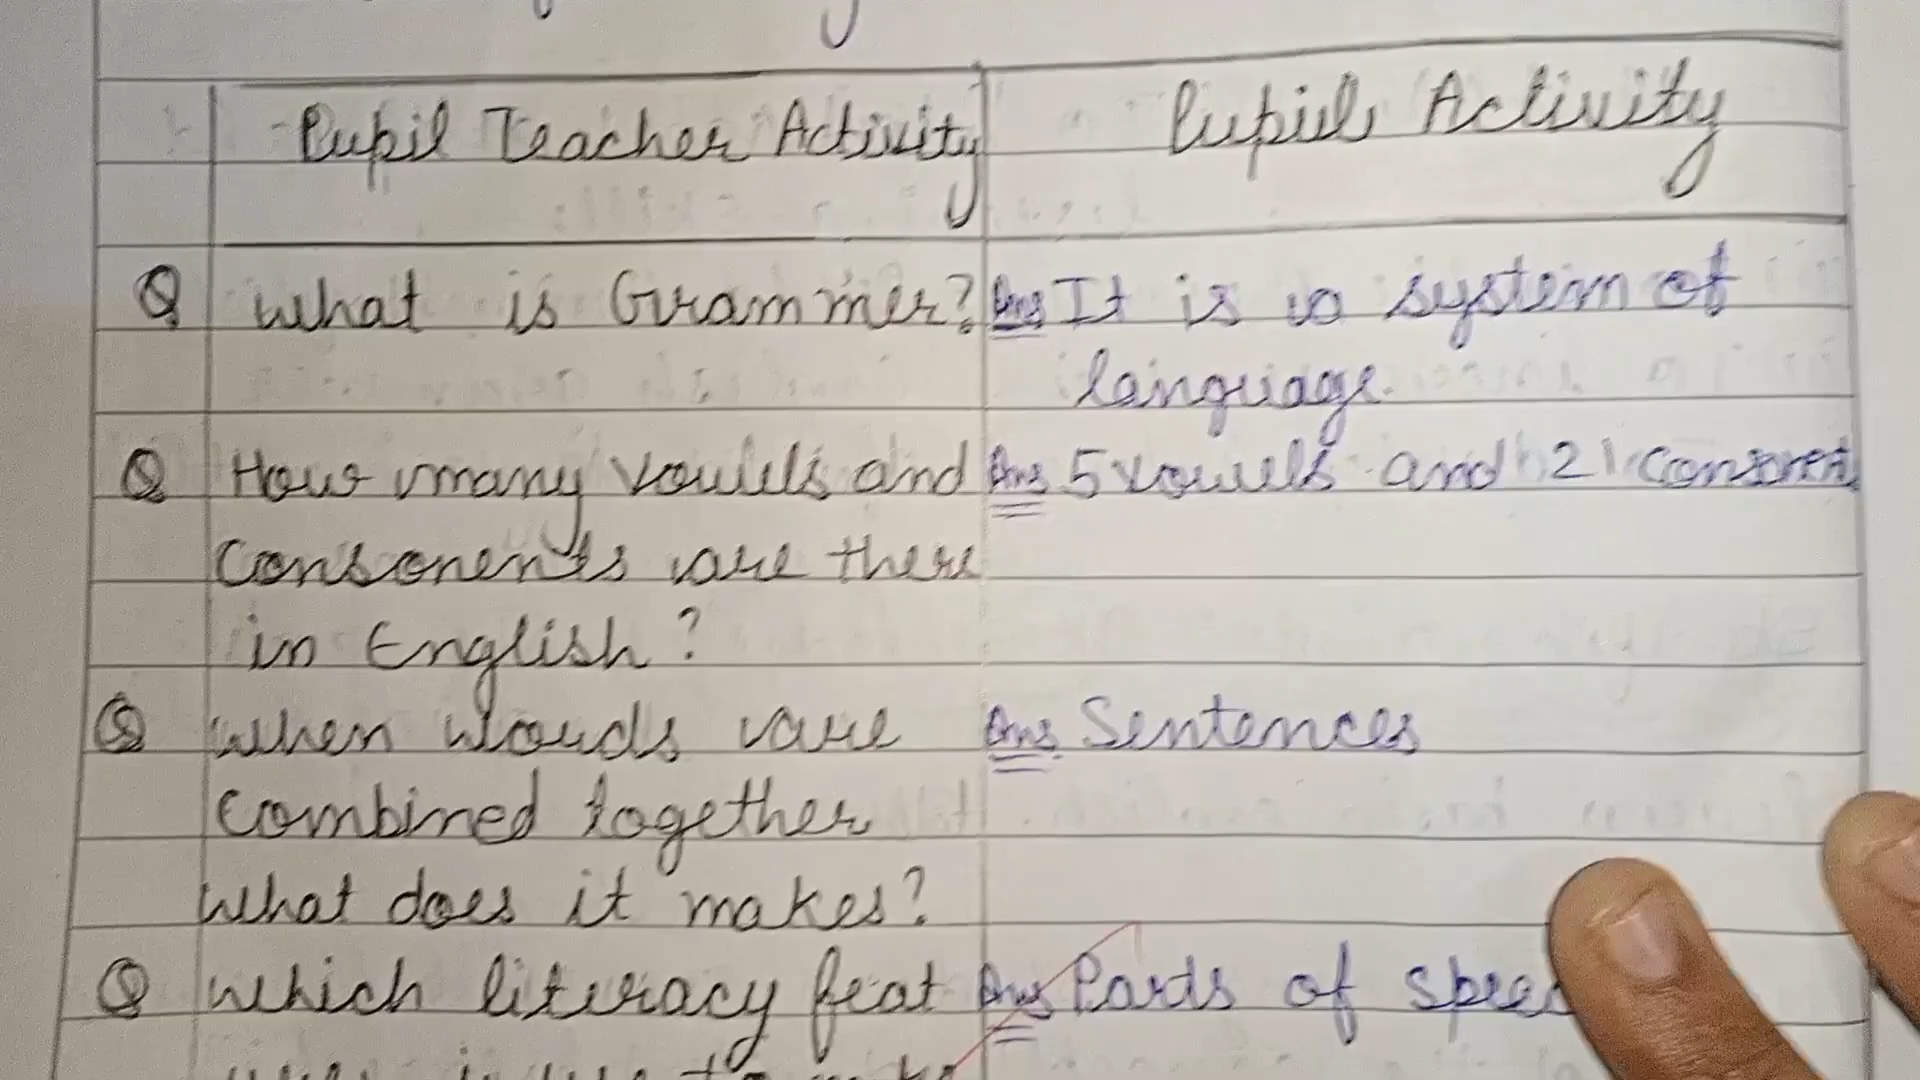 Pupil Teacher Activity
Pupils Activity
Q What is Grammer?
Ans It is a system of
language.
Q How many vowels and
Consonents are there
in English?
Ans 5 vowels and 21
Q When words are
Combined together
What does it makes?
Ans Sentences
Q Which literacy feat
Ans Parts of